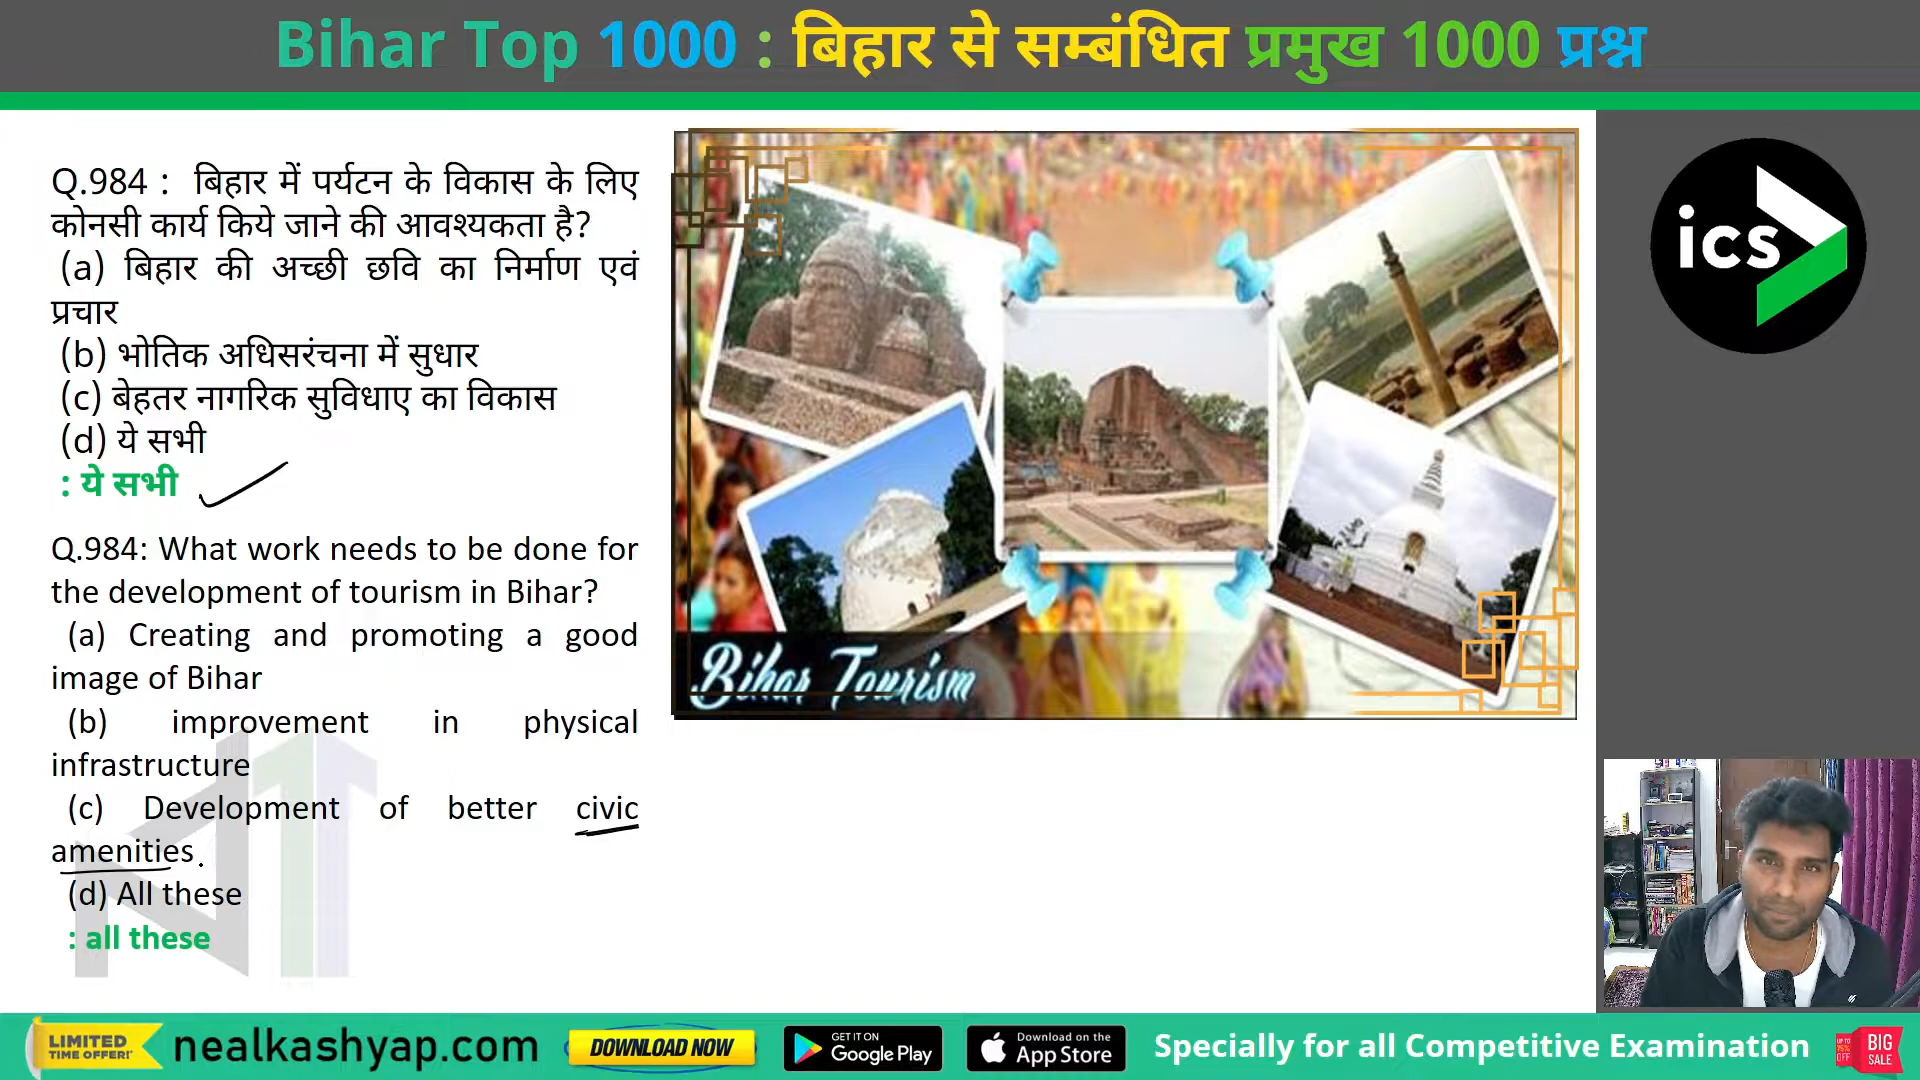 Bihar Top 1000 : बिहार से सम्बंधित प्रमुख 1000 प्रश्न
Q.984 : बिहार में पर्यटन के विकास के लिए
कोनसी कार्य किये जाने की आवश्यकता है?
(a) बिहार की अच्छी छवि का निर्माण एवं
प्रचार
(b) भोतिक अधिसरंचना में सुधार
(c) बेहतर नागरिक सुविधाए का विकास
(d) ये सभी
: ये सभी
Q.984: What work needs to be done for
the development of tourism in Bihar?
(a) Creating and promoting a good
image of Bihar
(b) improvement in physical
infrastructure
(c) Development of better civic
amenities.
(d) All these
: all these
Bihar Tourism
ics
LIMITED
TIME OFFER!
nealkashyap.com
DOWNLOAD NOW
GET IT ON
Google Play
Download on the
App Store
Specially for all Competitive Examination
UP TO
75%
OFF
BIG
SALE